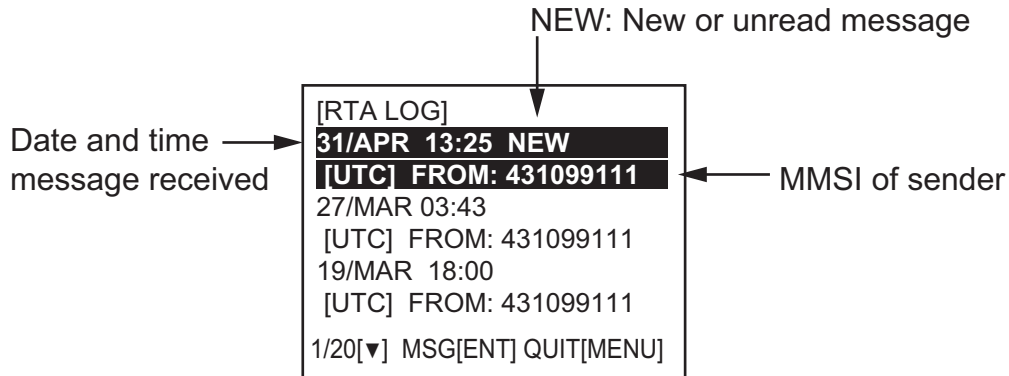 NEW: New or unread message
[RTA LOG]
Date and time
message received
31/APR 13:25 NEW
[UTC] FROM: 431099111
MMSI of sender
27/MAR 03:43
[UTC] FROM: 431099111
19/MAR 18:00
[UTC] FROM: 431099111
1/20[▼] MSG[ENT] QUIT[MENU]